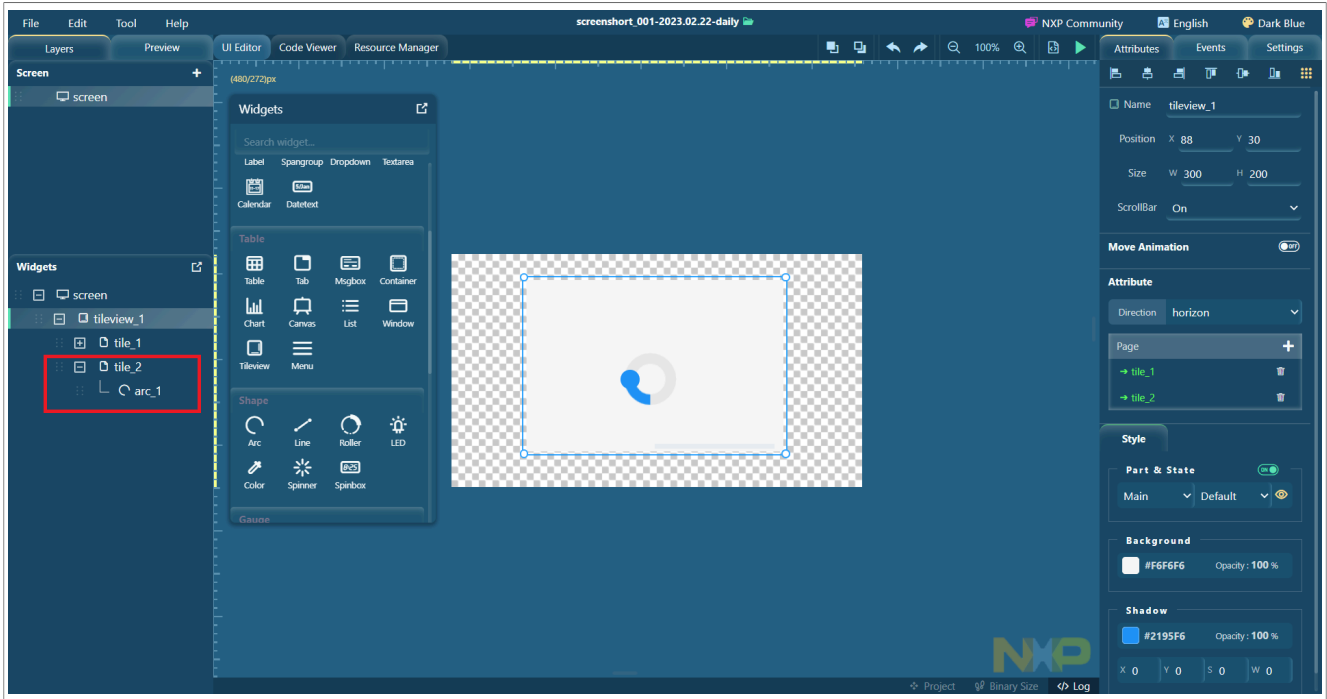 File Edit Tool Help screenshort_001-2023.02.22-daily NXP Community English Dark Blue
Layers Preview UI Editor Code Viewer Resource Manager 100% Attributes Events Settings
Screen +
screen
(480/272)px
Widgets
Search widget...
Label Spangroup Dropdown Textarea
Calendar Datetext
Table
Table Tab Msgbox Container
Chart Canvas List Window
Tileview Menu
Shape
Arc Line Roller LED
Color Spinner Spinbox
Gauge
Widgets
screen
tileview_1
tile_1
tile_2
arc_1
Name tileview_1
Position X 88 Y 30
Size W 300 H 200
ScrollBar On
Move Animation OFF
Attribute
Direction horizon
Page +
→ tile_1
→ tile_2
Style
Part & State ON
Main Default
Background
#F6F6F6 Opacity : 100 %
Shadow
#2195F6 Opacity : 100 %
X 0 Y 0 S 0 W 0
NXP
Project Binary Size </> Log